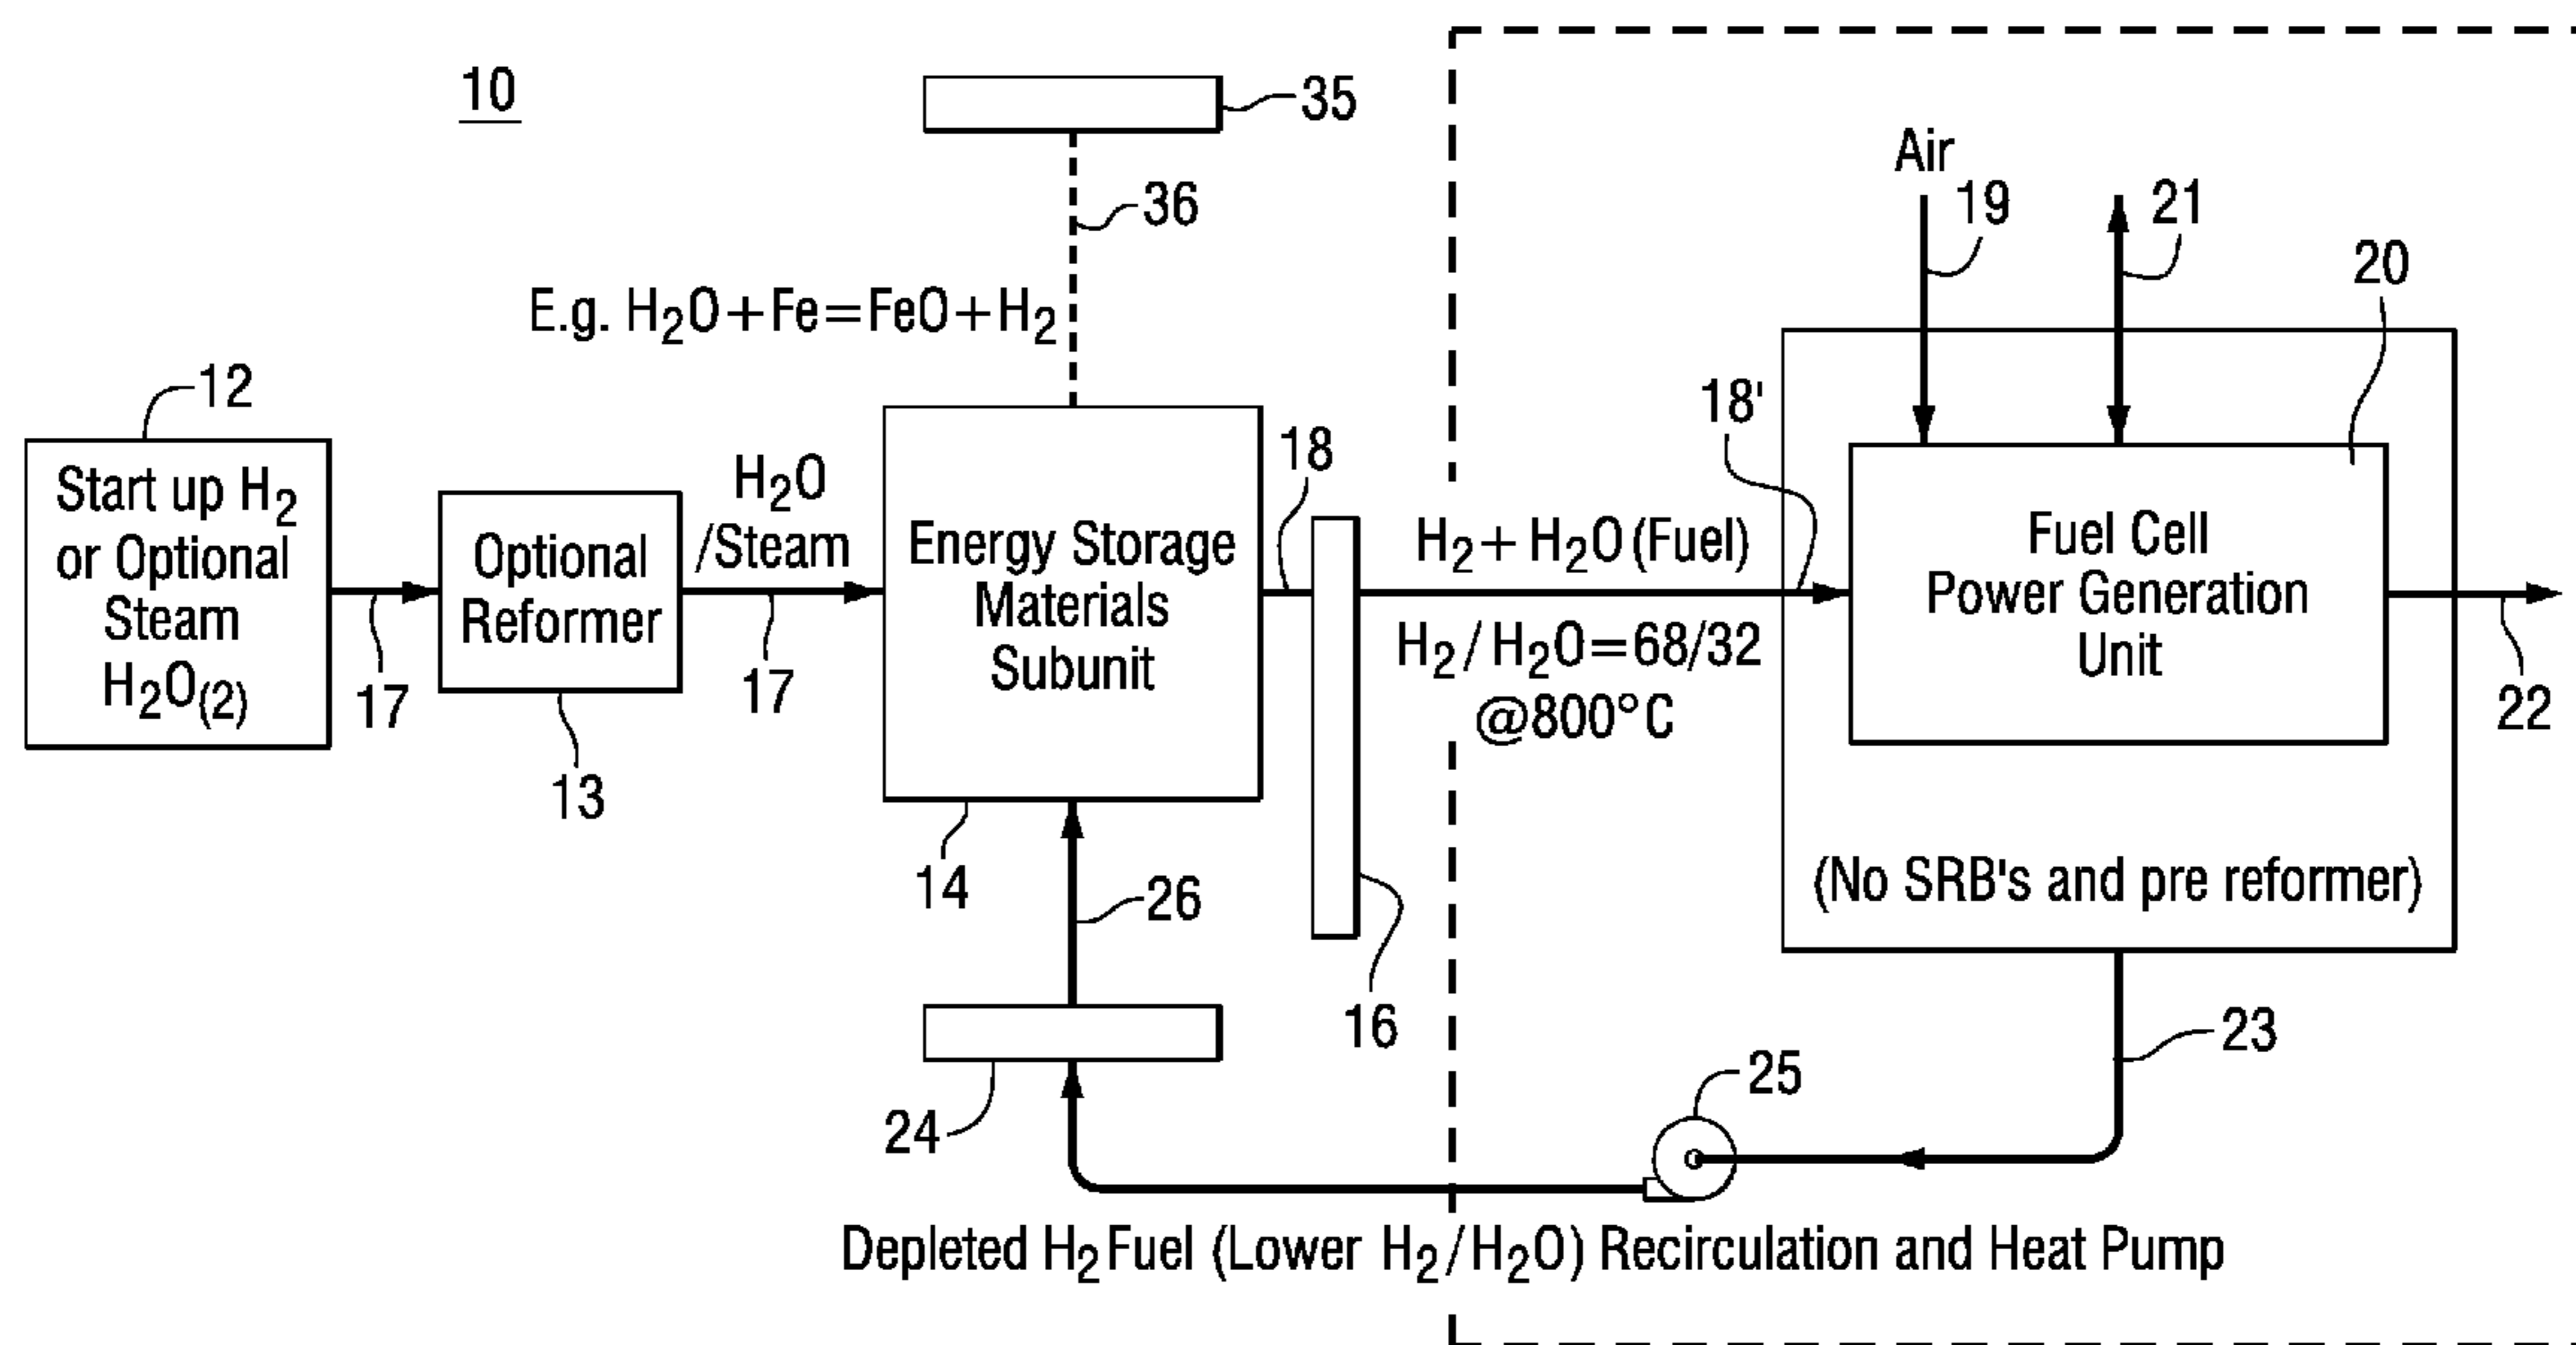 10
35
36
E.g. H2O+Fe=FeO+H2
12
Start up H2
or Optional
Steam
H2O(2)
17
Optional
Reformer
13
H2O
/Steam
17
Energy Storage
Materials
Subunit
14
18
16
H2+H2O (Fuel)
H2/H2O=68/32
@800°C
18'
Air
19
21
20
Fuel Cell
Power Generation
Unit
22
(No SRB's and pre reformer)
23
25
26
24
Depleted H2 Fuel (Lower H2/H2O) Recirculation and Heat Pump